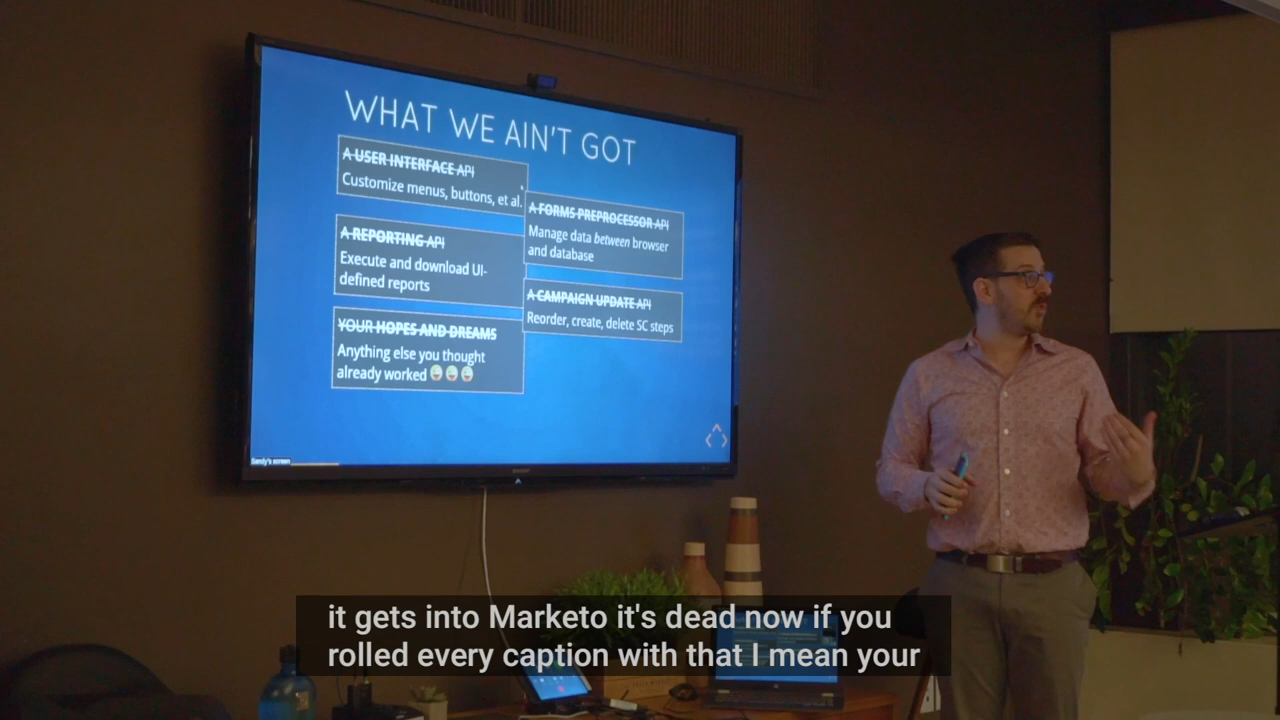 WHAT WE AIN'T GOT
A USER INTERFACE API
Customize menus, buttons, et al.
A REPORTING API
Execute and download UI-
defined reports
YOUR HOPES AND DREAMS
Anything else you thought
already worked 😜😜😜
A FORMS PREPROCESSOR API
Manage data between browser
and database
A CAMPAIGN UPDATE API
Reorder, create, delete SC steps
Sandy's screen
it gets into Marketo it's dead now if you
rolled every caption with that I mean your